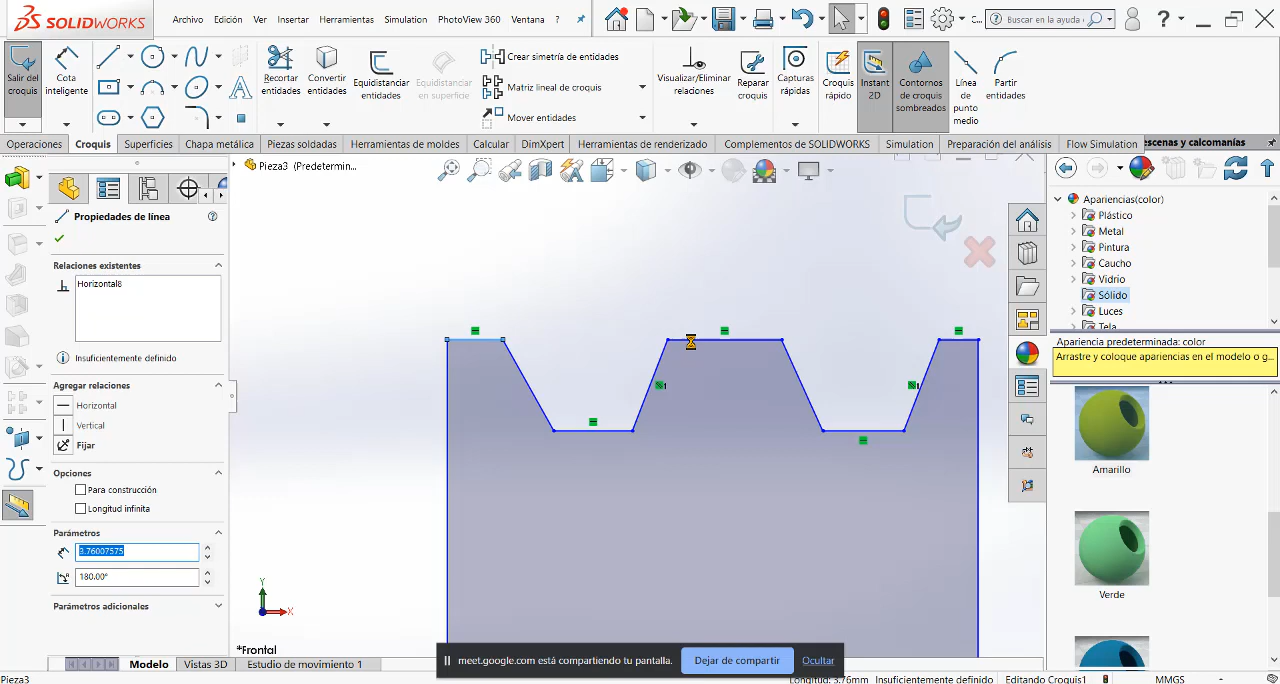 SOLIDWORKS
Archivo Edición Ver Insertar Herramientas Simulation PhotoView 360 Ventana ?
C... Buscar en la ayuda ?
Salir del croquis
Cota inteligente
Recortar entidades
Convertir entidades
Equidistanciar entidades
Equidistanciar en superficie
Crear simetría de entidades
Matriz lineal de croquis
Mover entidades
Visualizar/Eliminar relaciones
Reparar croquis
Capturas rápidas
Croquis rápido
Instant 2D
Contornos de croquis sombreados
Línea de punto medio
Partir entidades
Operaciones Croquis Superficies Chapa metálica Piezas soldadas Herramientas de moldes Calcular DimXpert Herramientas de renderizado Complementos de SOLIDWORKS Simulation Preparación del análisis Flow Simulation
scenas y calcomanías
Pieza3 (Predetermin...
Propiedades de línea
Relaciones existentes
Horizontal8
Insuficientemente definido
Agregar relaciones
Horizontal
Vertical
Fijar
Opciones
Para construcción
Longitud infinita
Parámetros
3.76007575
180.00°
Parámetros adicionales
Y
X
*Frontal
1
1
Apariencias(color)
Plástico
Metal
Pintura
Caucho
Vidrio
Sólido
Luces
Tela
Apariencia predeterminada: color
Arrastre y coloque apariencias en el modelo o g...
Amarillo
Verde
Modelo Vistas 3D Estudio de movimiento 1
meet.google.com está compartiendo tu pantalla. Dejar de compartir Ocultar
Pieza3 Longitud: 3.76mm Insuficientemente definido Editando Croquis1 MMGS